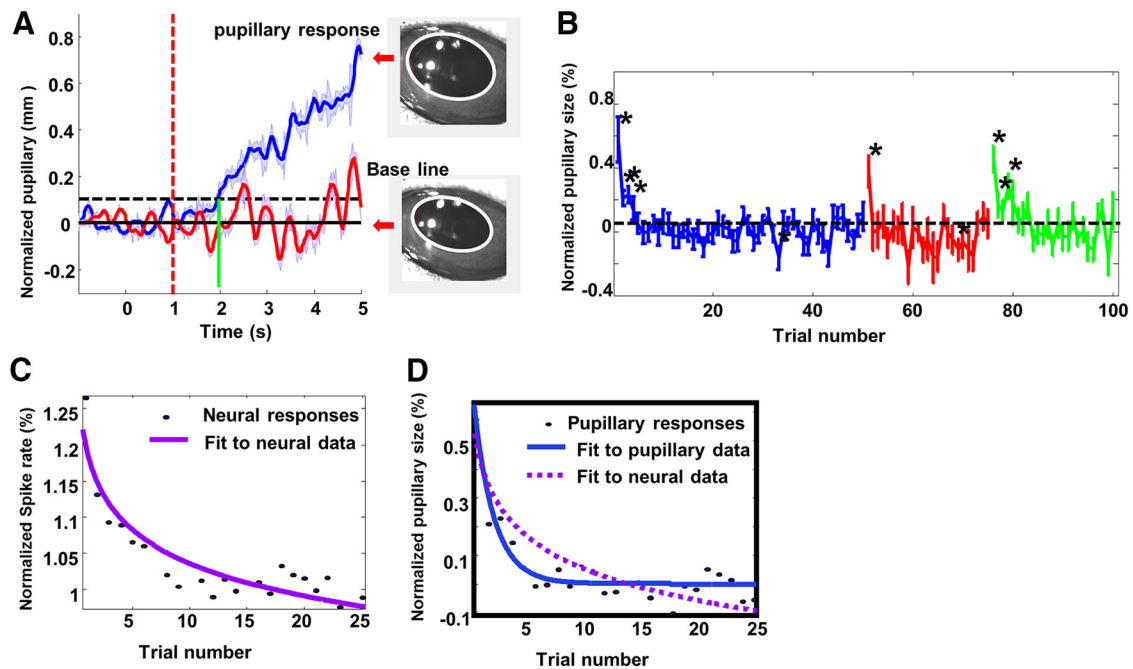 A
pupillary response
Normalized pupillary (mm )
0.8
0.6
0.4
0.2
0
-0.2
Base line
0 1 2 3 4 5
Time (s)
B
Normalized pupillary size (%)
0.8
0.4
0
-0.4
* * * * * * * * * *
20 40 60 80 100
Trial number
C
Normalized Spike rate (%)
1.25
1.2
1.15
1.1
1.05
1
Neural responses
Fit to neural data
5 10 15 20 25
Trial number
D
Normalized pupillary size (%)
0.5
0.3
0.1
-0.1
Pupillary responses
Fit to pupillary data
Fit to neural data
5 10 15 20 25
Trial number